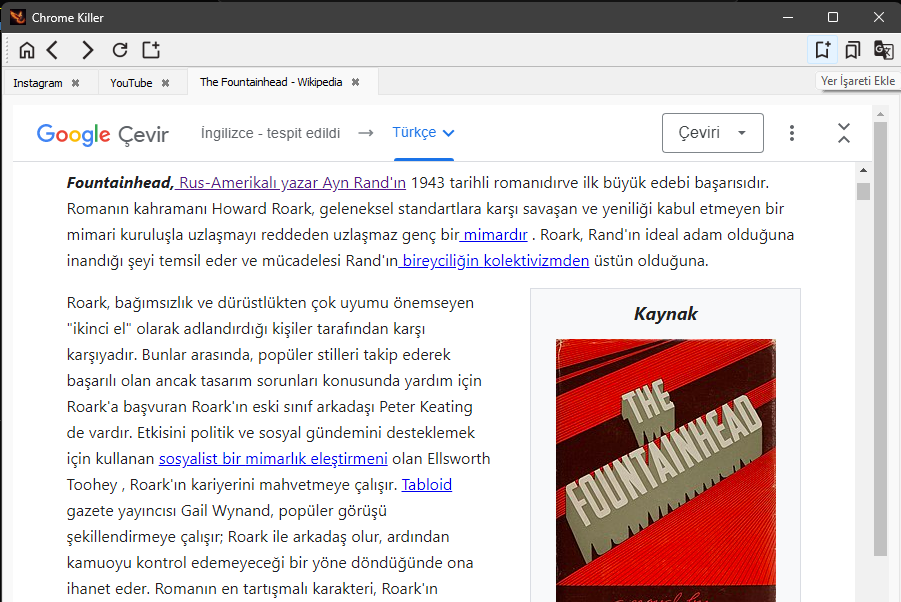 Chrome Killer
Instagram
YouTube
The Fountainhead - Wikipedia
Yer İşareti Ekle
Google Çevir
İngilizce - tespit edildi
Türkçe
Çeviri
Fountainhead, Rus-Amerikalı yazar Ayn Rand'ın 1943 tarihli romanıdırve ilk büyük edebi başarısıdır.
Romanın kahramanı Howard Roark, geleneksel standartlara karşı savaşan ve yeniliği kabul etmeyen bir
mimari kuruluşla uzlaşmayı reddeden uzlaşmaz genç bir mimardır . Roark, Rand'ın ideal adam olduğuna
inandığı şeyi temsil eder ve mücadelesi Rand'ın bireyciliğin kolektivizmden üstün olduğuna.
Roark, bağımsızlık ve dürüstlükten çok uyumu önemseyen
"ikinci el" olarak adlandırdığı kişiler tarafından karşı
karşıyadır. Bunlar arasında, popüler stilleri takip ederek
başarılı olan ancak tasarım sorunları konusunda yardım için
Roark'a başvuran Roark'ın eski sınıf arkadaşı Peter Keating
de vardır. Etkisini politik ve sosyal gündemini desteklemek
için kullanan sosyalist bir mimarlık eleştirmeni olan Ellsworth
Toohey , Roark'ın kariyerini mahvetmeye çalışır. Tabloid
gazete yayıncısı Gail Wynand, popüler görüşü
şekillendirmeye çalışır; Roark ile arkadaş olur, ardından
kamuoyu kontrol edemeyeceği bir yöne döndüğünde ona
ihanet eder. Romanın en tartışmalı karakteri, Roark'ın
Kaynak
THE
FOUNTAINHEAD